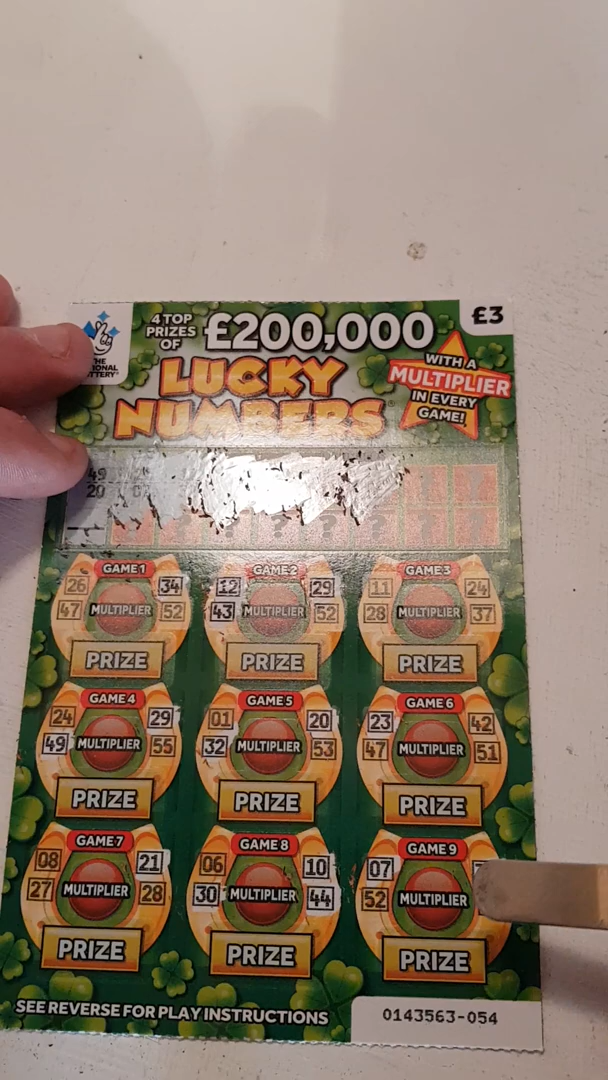 4 TOP
PRIZES
OF
£200,000
£3
LUCKY
NUMBERS
WITH A
MULTIPLIER
IN EVERY
GAME!
49
20
GAME 1
26 34
47 MULTIPLIER 52
PRIZE
GAME 2
12 29
43 MULTIPLIER 52
PRIZE
GAME 3
11 24
28 MULTIPLIER 37
PRIZE
GAME 4
24 29
49 MULTIPLIER 55
PRIZE
GAME 5
01 20
32 MULTIPLIER 53
PRIZE
GAME 6
23 42
47 MULTIPLIER 51
PRIZE
GAME 7
08 21
27 MULTIPLIER 28
PRIZE
GAME 8
06 10
30 MULTIPLIER 44
PRIZE
GAME 9
07
52 MULTIPLIER
PRIZE
SEE REVERSE FOR PLAY INSTRUCTIONS
0143563-054